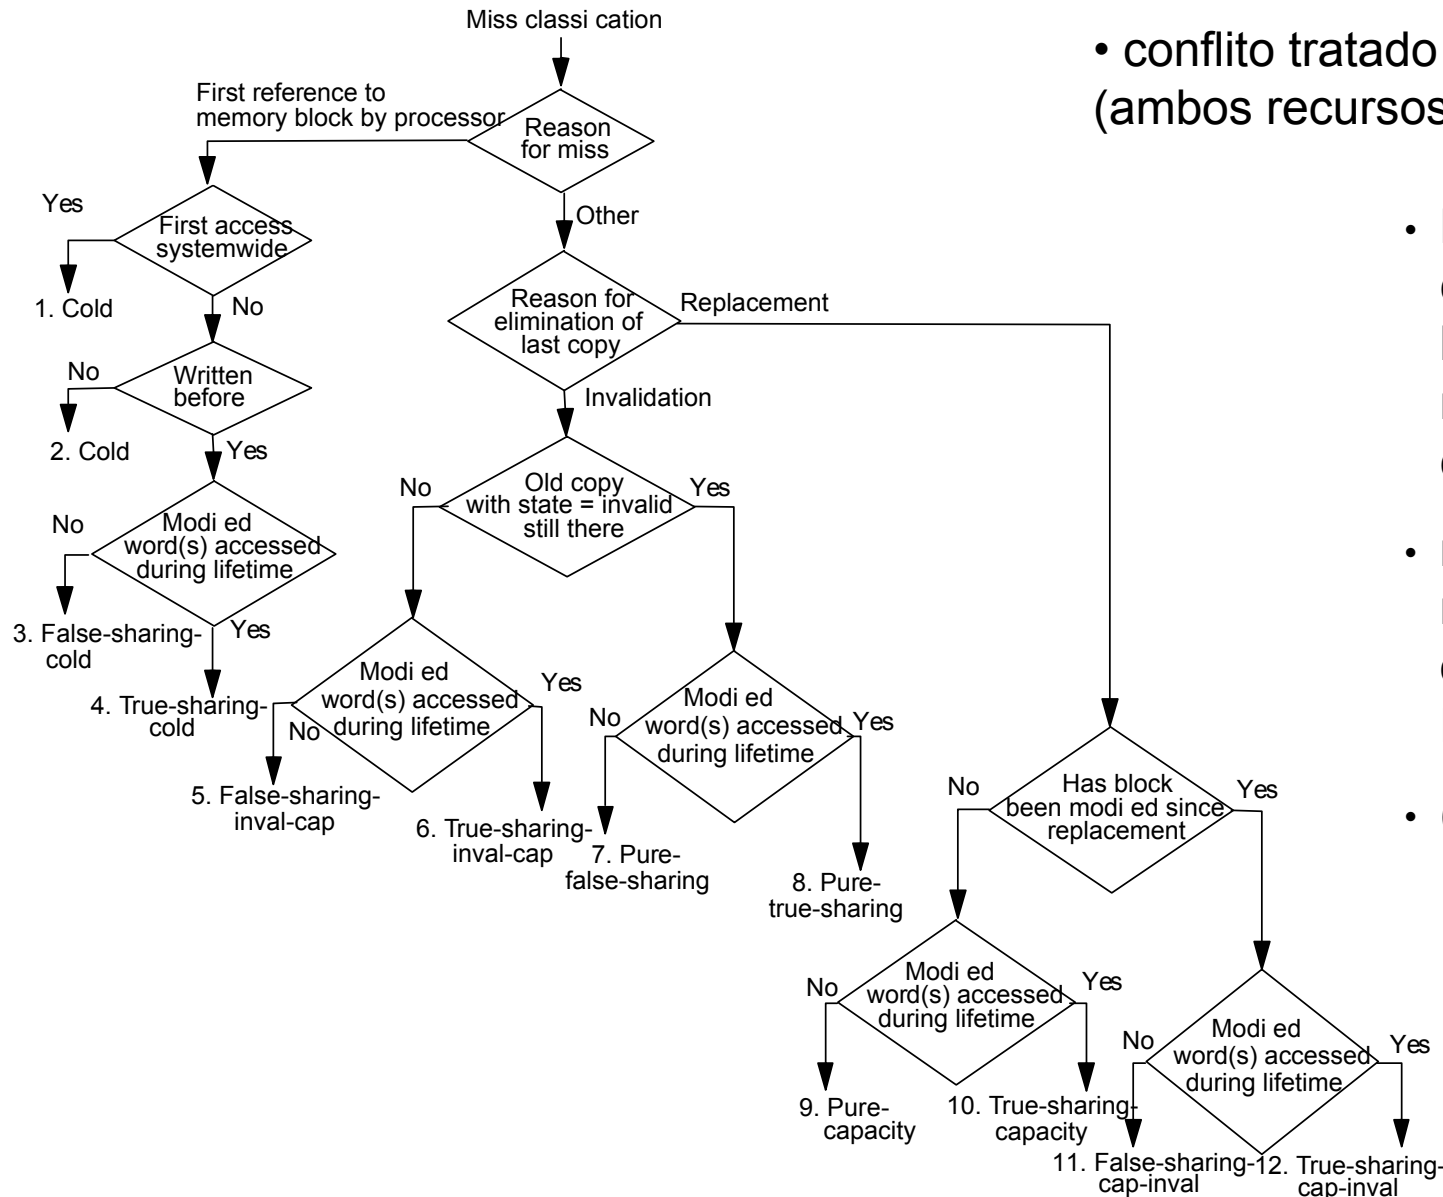 Miss classi cation
• conflito tratado
(ambos recursos
First reference to
memory block by processor
Reason
for miss
Yes
First access
systemwide
Other
1. Cold
No
Reason for
elimination of
last copy
Replacement
No
Written
before
Invalidation
2. Cold
Yes
No
Old copy
with state = invalid
still there
Yes
No
Modi ed
word(s) accessed
during lifetime
3. False-sharing-
cold
Yes
4. True-sharing-
cold
Modi ed
word(s) accessed
during lifetime
No
Yes
Modi ed
word(s) accessed
during lifetime
No
Yes
5. False-sharing-
inval-cap
6. True-sharing-
inval-cap
7. Pure-
false-sharing
8. Pure-
true-sharing
No
Has block
been modi ed since
replacement
Yes
No
Modi ed
word(s) accessed
during lifetime
Yes
No
Modi ed
word(s) accessed
during lifetime
Yes
9. Pure-
capacity
10. True-sharing-
capacity
11. False-sharing-
cap-inval
12. True-sharing-
cap-inval